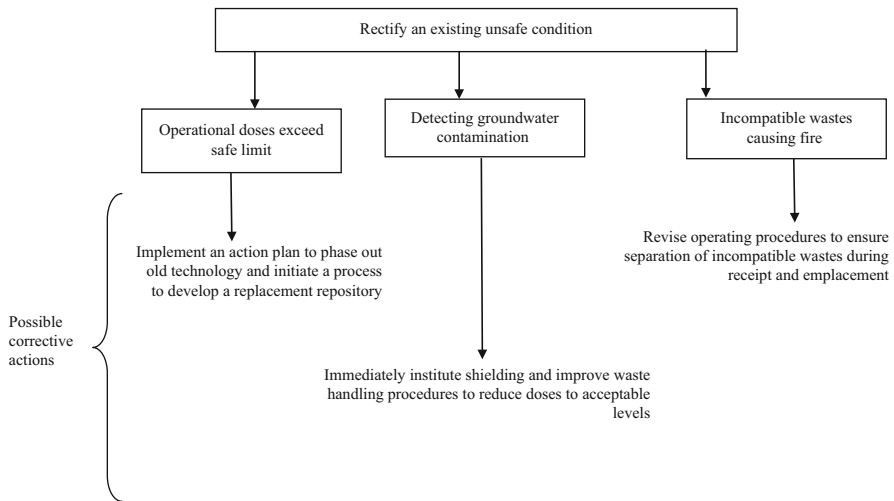 Rectify an existing unsafe condition
Operational doses exceed
safe limit
Detecting groundwater
contamination
Incompatible wastes
causing fire
Implement an action plan to phase out
old technology and initiate a process
to develop a replacement repository
Revise operating procedures to ensure
separation of incompatible wastes during
receipt and emplacement
Possible
corrective
actions
Immediately institute shielding and improve waste
handling procedures to reduce doses to acceptable
levels